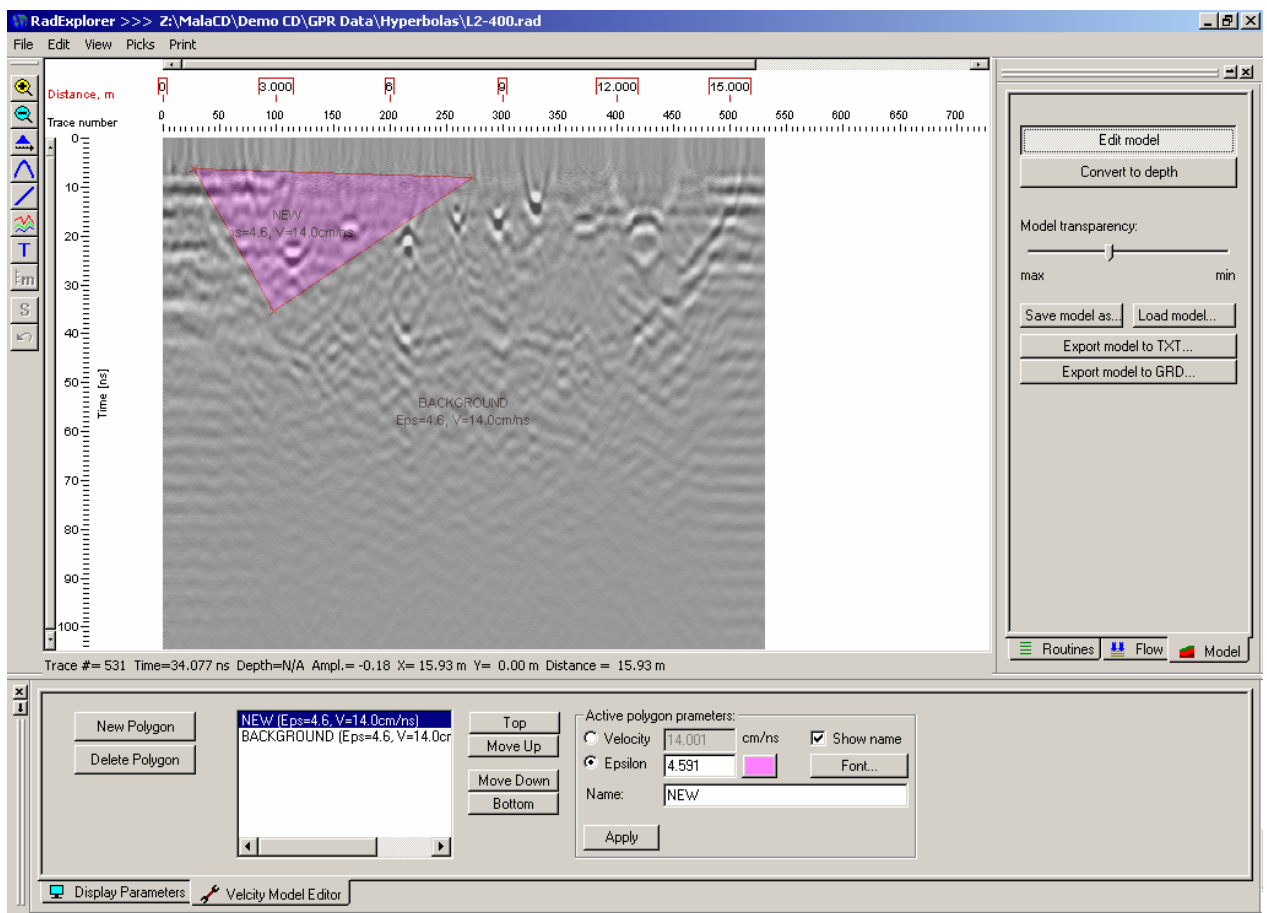 RadExplorer >>> Z:\MalaCD\Demo CD\GPR Data\Hyperbolas\L2-400.rad
File Edit View Picks Print
Distance, m 0 3.000 6 9 12.000 15.000
Trace number 0 50 100 150 200 250 300 350 400 450 500 550 600 650 700
0
10
20
30
40
50
60
70
80
90
100
Time [ns]
NEW
ps=4.6, V=14.0cm/ns
BACKGROUND
Eps=4.6, V=14.0cm/ns
T
m
S
Trace #= 531 Time=34.077 ns Depth=N/A Ampl.= -0.18 X= 15.93 m Y= 0.00 m Distance = 15.93 m
Edit model
Convert to depth
Model transparency:
max min
Save model as... Load model...
Export model to TXT...
Export model to GRD...
Routines Flow Model
New Polygon
Delete Polygon
NEW (Eps=4.6, V=14.0cm/ns)
BACKGROUND (Eps=4.6, V=14.0cr
Top
Move Up
Move Down
Bottom
Active polygon prameters:
Velocity 14.001 cm/ns Show name
Epsilon 4.591 Font...
Name: NEW
Apply
Display Parameters Velcity Model Editor